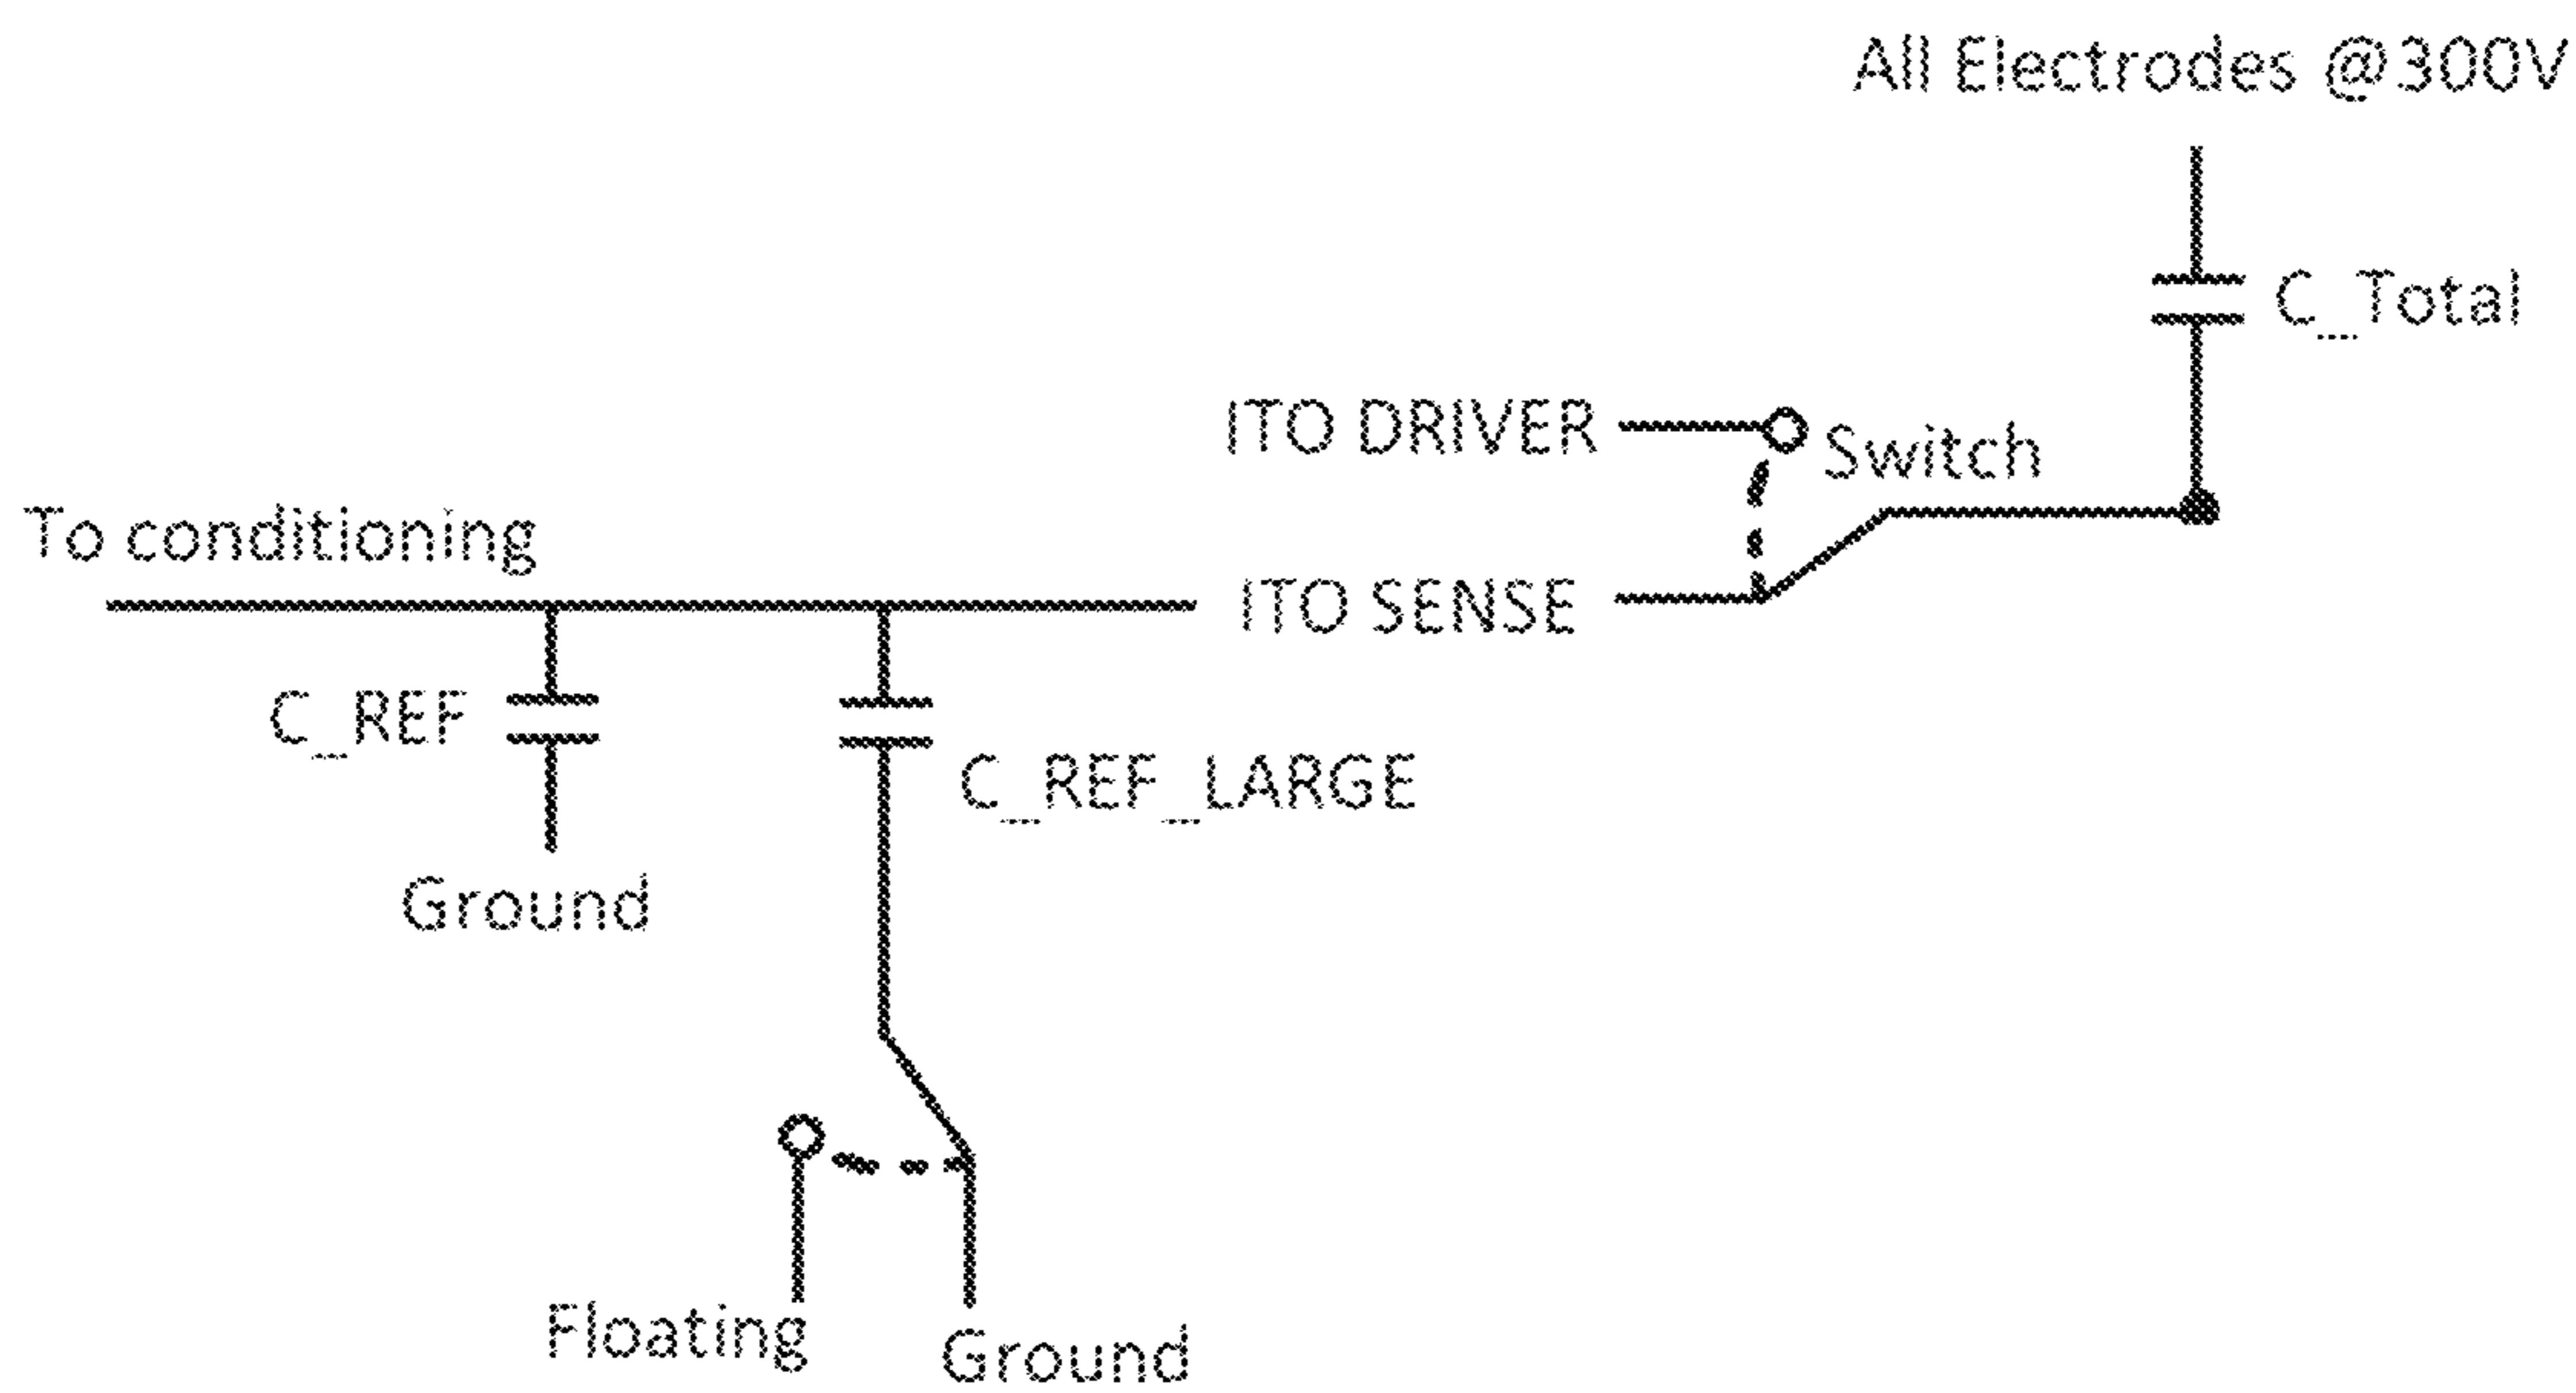 All Electrodes @300V
C_Total
ITO DRIVER
Switch
To conditioning
ITO SENSE
C_REF
C_REF_LARGE
Ground
Floating
Ground